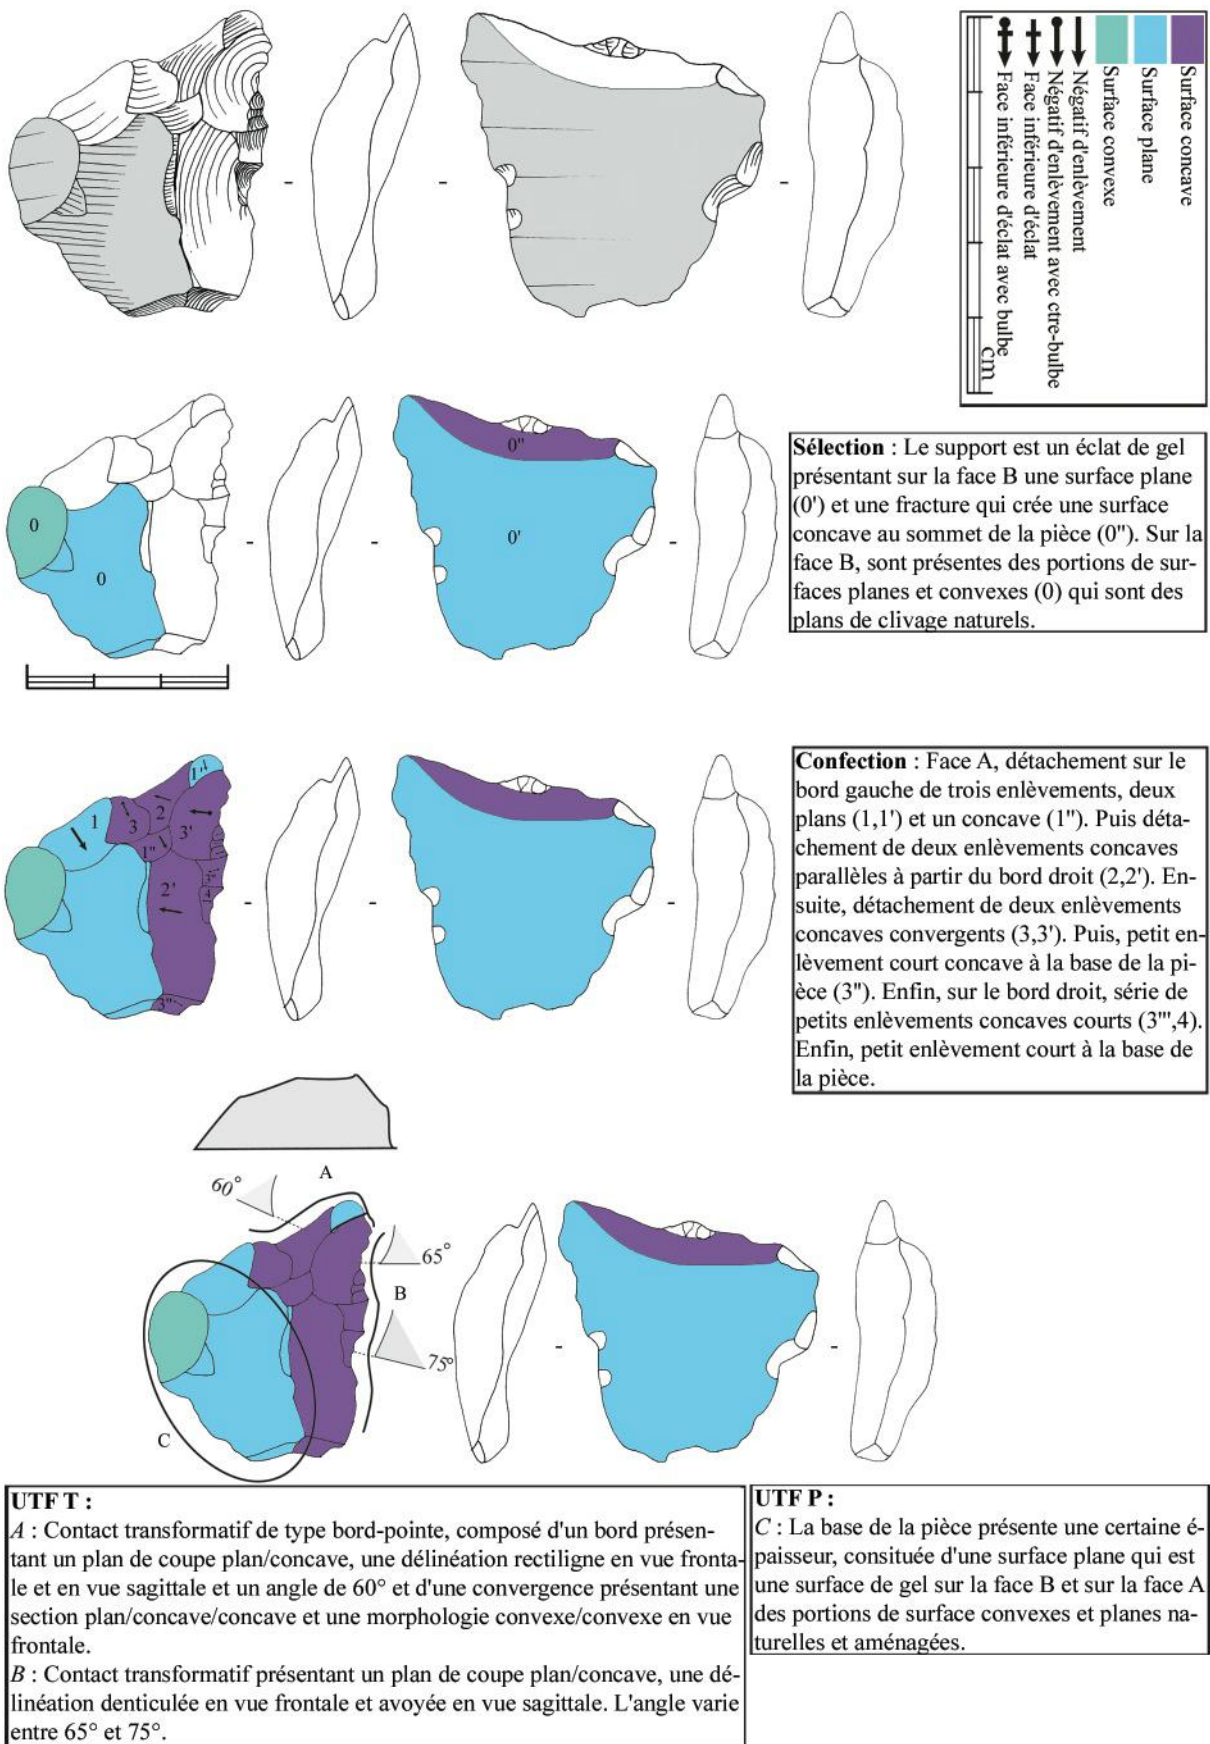 Surface concave
Surface plane
Surface convexe
Négatif d'enlèvement
Négatif d'enlèvement avec ctre-bulbe
Face inférieure d'éclat
Face inférieure d'éclat avec bulbe
cm
0
0
0''
0'
Sélection : Le support est un éclat de gel
présentant sur la face B une surface plane
(0') et une fracture qui crée une surface
concave au sommet de la pièce (0''). Sur la
face B, sont présentes des portions de sur-
faces planes et convexes (0) qui sont des
plans de clivage naturels.
1'
1
2
3
3'
1''
2'
3'''
4
3''
Confection : Face A, détachement sur le
bord gauche de trois enlèvements, deux
plans (1,1') et un concave (1''). Puis déta-
chement de deux enlèvements concaves
parallèles à partir du bord droit (2,2'). En-
suite, détachement de deux enlèvements
concaves convergents (3,3'). Puis, petit en-
lèvement court concave à la base de la pi-
èce (3''). Enfin, sur le bord droit, série de
petits enlèvements concaves courts (3''',4).
Enfin, petit enlèvement court à la base de
la pièce.
A
60°
65°
B
75°
C
UTF T :
A : Contact transformatif de type bord-pointe, composé d'un bord présen-
tant un plan de coupe plan/concave, une délinéation rectiligne en vue fronta-
le et en vue sagittale et un angle de 60° et d'une convergence présentant une
section plan/concave/concave et une morphologie convexe/convexe en vue
frontale.
B : Contact transformatif présentant un plan de coupe plan/concave, une dé-
linéation denticulée en vue frontale et avoyée en vue sagittale. L'angle varie
entre 65° et 75°.
UTF P :
C : La base de la pièce présente une certaine é-
paisseur, consituée d'une surface plane qui est
une surface de gel sur la face B et sur la face A
des portions de surface convexes et planes na-
turelles et aménagées.